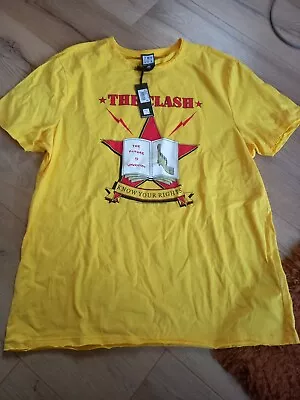 THE CLASH
THE
FUTURE
IS
UNWRITTEN
KNOW YOUR RIGHTS